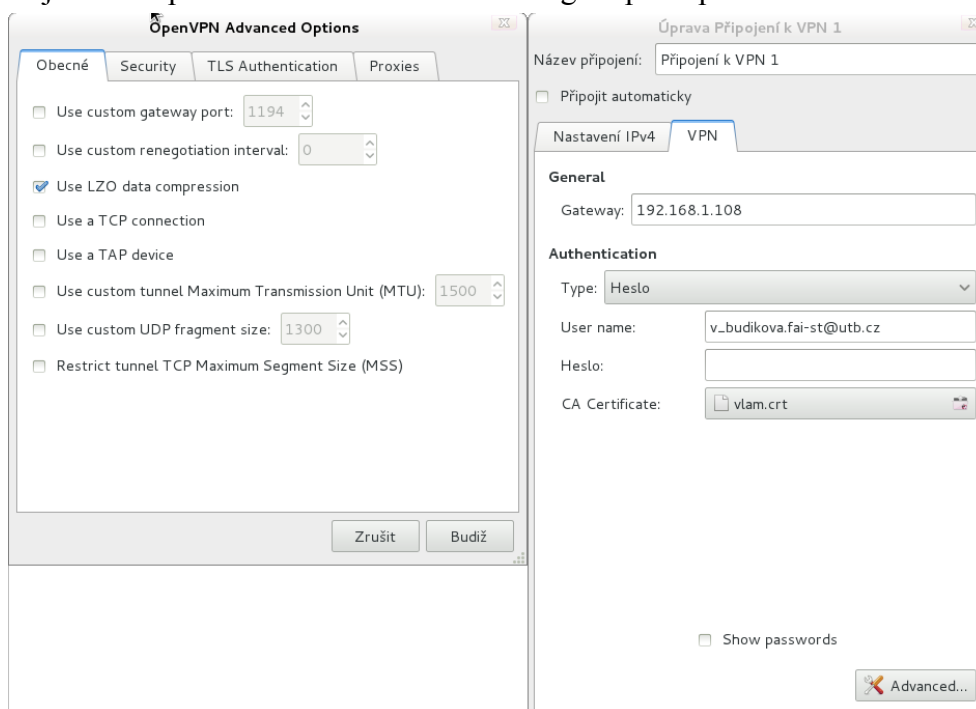 OpenVPN Advanced Options
Obecné Security TLS Authentication Proxies
Use custom gateway port: 1194
Use custom renegotiation interval: 0
Use LZO data compression
Use a TCP connection
Use a TAP device
Use custom tunnel Maximum Transmission Unit (MTU): 1500
Use custom UDP fragment size: 1300
Restrict tunnel TCP Maximum Segment Size (MSS)
Zrušit Budiž
Úprava Připojení k VPN 1
Název připojení: Připojení k VPN 1
Připojit automaticky
Nastavení IPv4 VPN
General
Gateway: 192.168.1.108
Authentication
Type: Heslo
User name: v_budikova.fai-st@utb.cz
Heslo:
CA Certificate: vlam.crt
Show passwords
Advanced...